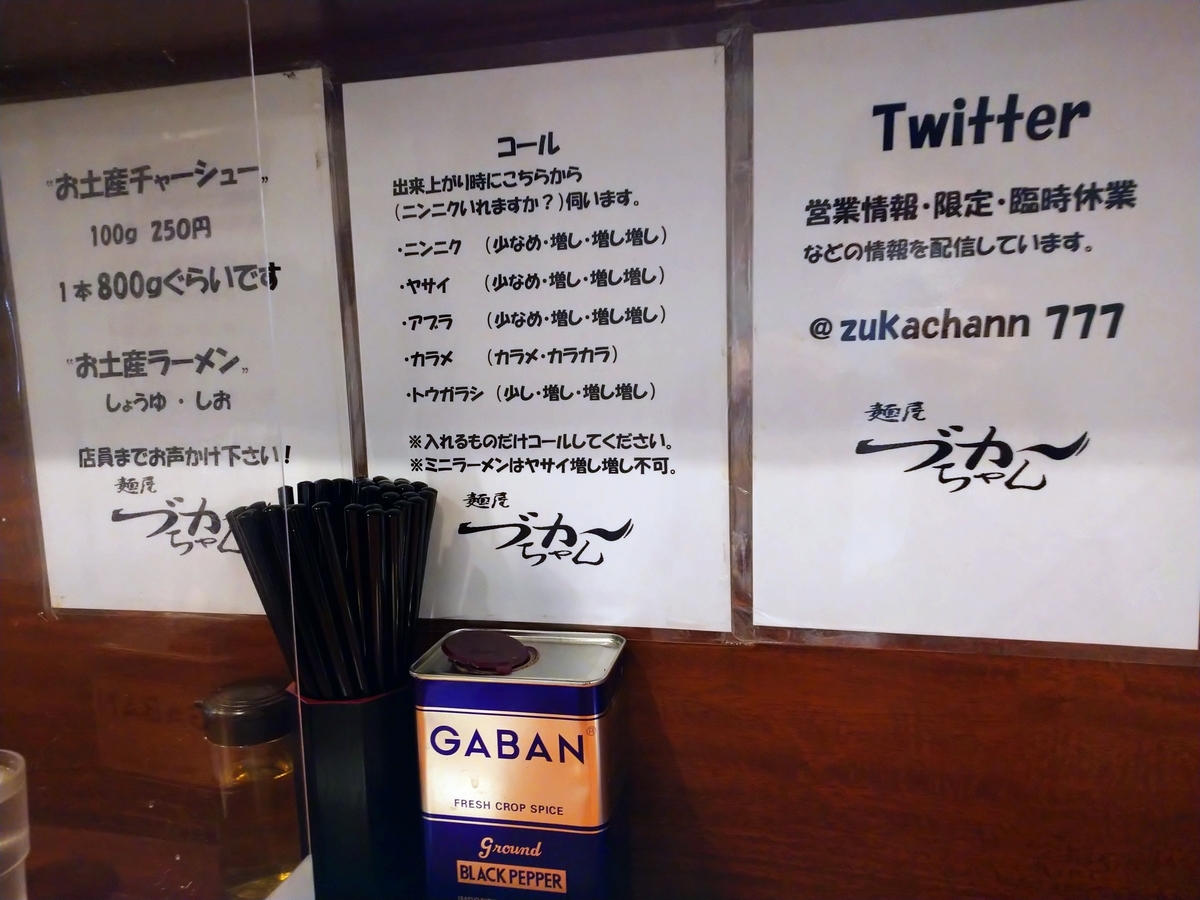 “お土産チャーシュー„
100g 250円
1本800gぐらいです
“お土産ラーメン„
しょうゆ・しお
店員までお声かけ下さい!
麺屋
づカ〜
ちゃん
コール
出来上がり時にこちらから
(ニンニクいれますか?)伺います。
・ニンニク (少なめ・増し・増し増し)
・ヤサイ (少なめ・増し・増し増し)
・アブラ (少なめ・増し・増し増し)
・カラメ (カラメ・カラカラ)
・トウガラシ (少し・増し・増し増し)
※入れるものだけコールしてください。
※ミニラーメンはヤサイ増し増し不可。
麺屋
づカ〜
ちゃん
Twitter
営業情報・限定・臨時休業
などの情報を配信しています。
@zukachann 777
麺屋
づカ〜
ちゃん
GABAN®
FRESH CROP SPICE
Ground
BLACK PEPPER